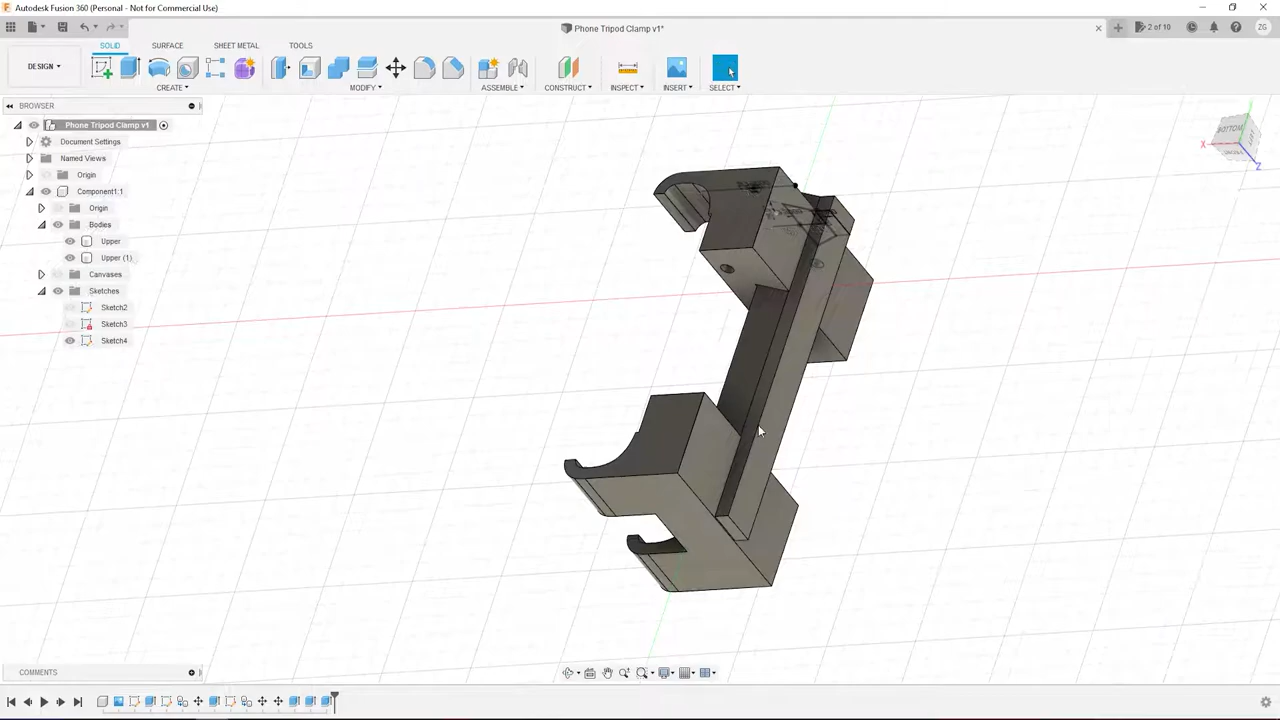 Autodesk Fusion 360 (Personal - Not for Commercial Use)
Phone Tripod Clamp v1*
2 of 10
ZG
SOLID SURFACE SHEET METAL TOOLS
DESIGN
CREATE MODIFY ASSEMBLE CONSTRUCT INSPECT INSERT SELECT
BROWSER
Phone Tripod Clamp v1
Document Settings
Named Views
Origin
Component1:1
Origin
Bodies
Upper
Upper (1)
Canvases
Sketches
Sketch2
Sketch3
Sketch4
BOTTOM
X
Z
COMMENTS